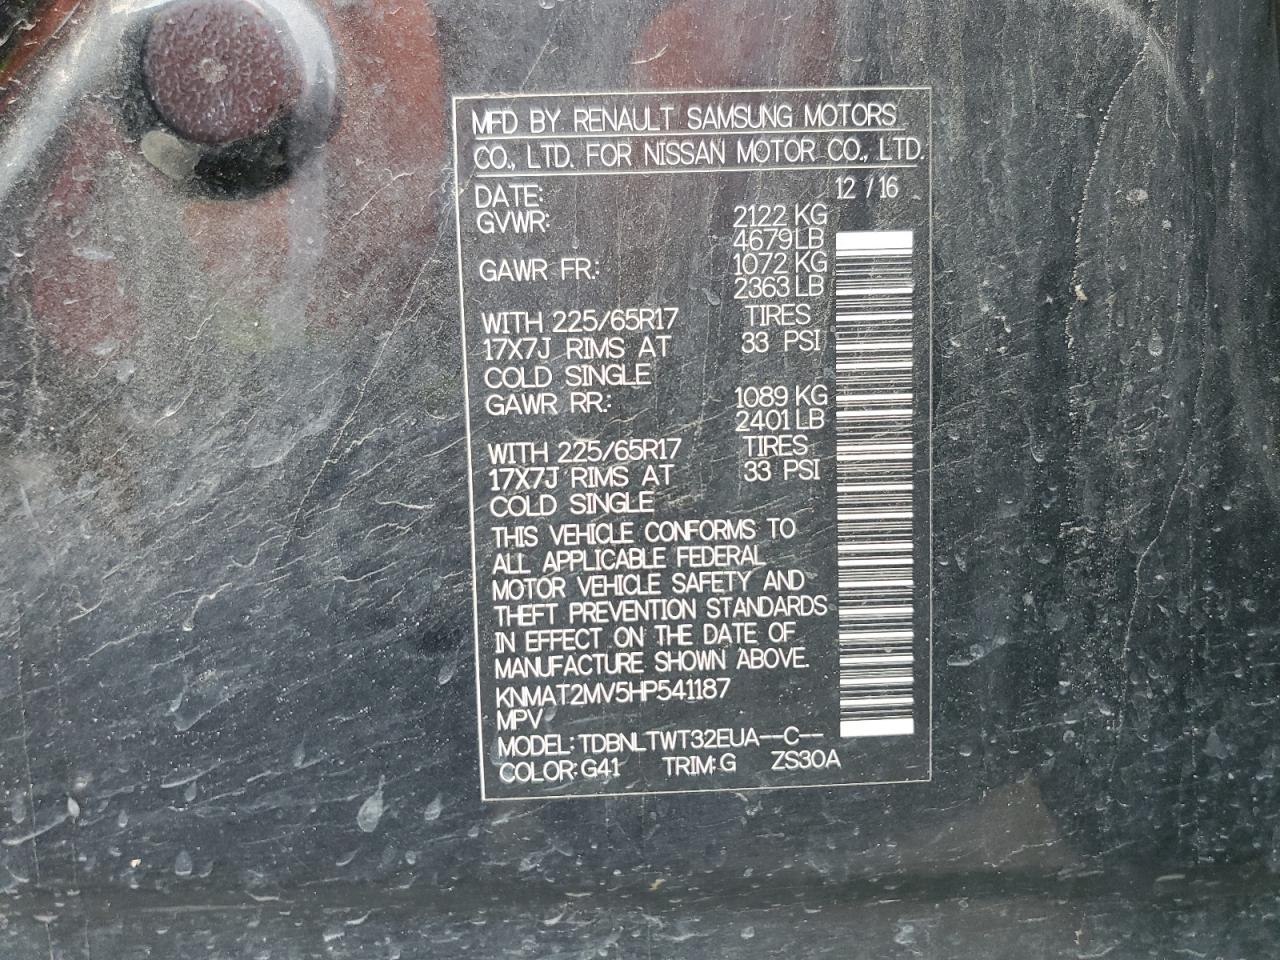 MFD BY RENAULT SAMSUNG MOTORS
CO., LTD. FOR NISSAN MOTOR CO., LTD.
DATE: 12 / 16
GVWR: 2122 KG
4679 LB
GAWR FR.: 1072 KG
2363 LB
WITH 225/65R17 TIRES
17X7J RIMS AT 33 PSI
COLD SINGLE
GAWR RR.: 1089 KG
2401 LB
WITH 225/65R17 TIRES
17X7J RIMS AT 33 PSI
COLD SINGLE
THIS VEHICLE CONFORMS TO
ALL APPLICABLE FEDERAL
MOTOR VEHICLE SAFETY AND
THEFT PREVENTION STANDARDS
IN EFFECT ON THE DATE OF
MANUFACTURE SHOWN ABOVE.
KNMAT2MV5HP541187
MPV
MODEL: TDBNLTWT32EUA--C--
COLOR: G41 TRIM: G ZS30A